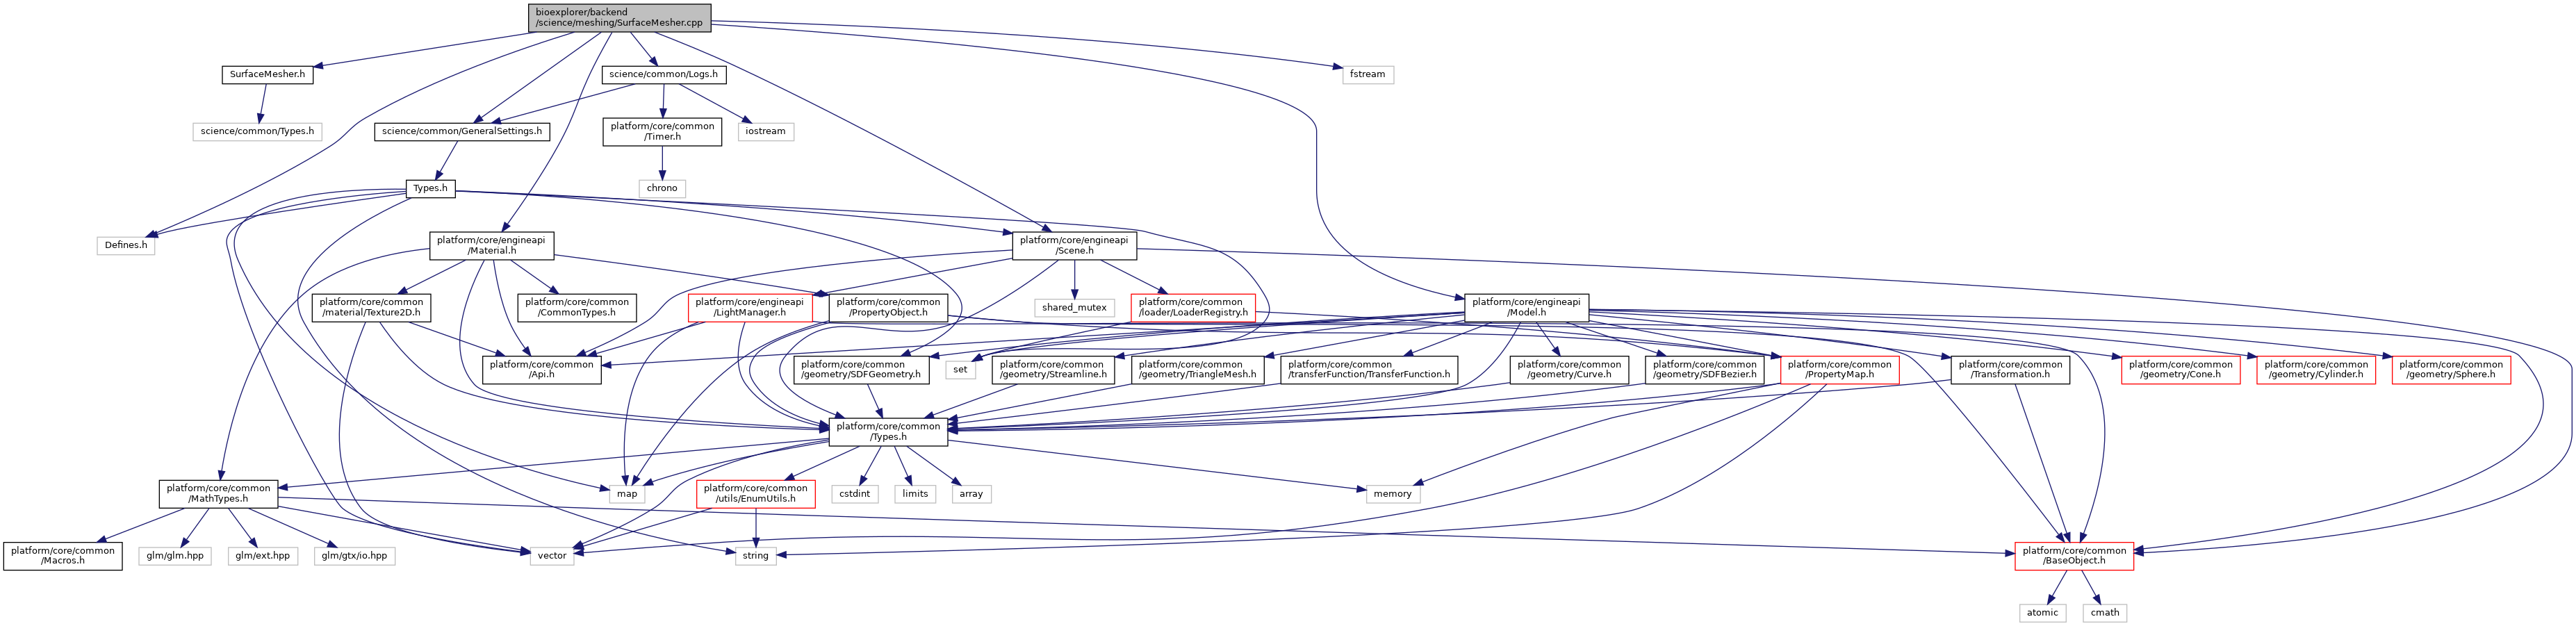 bioexplorer/backend
/science/meshing/SurfaceMesher.cpp
SurfaceMesher.h
science/common/Logs.h
fstream
science/common/Types.h
science/common/GeneralSettings.h
platform/core/common
/Timer.h
iostream
Types.h
chrono
Defines.h
platform/core/engineapi
/Material.h
platform/core/engineapi
/Scene.h
platform/core/common
/material/Texture2D.h
platform/core/common
/CommonTypes.h
platform/core/engineapi
/LightManager.h
platform/core/common
/PropertyObject.h
shared_mutex
platform/core/common
/loader/LoaderRegistry.h
platform/core/engineapi
/Model.h
platform/core/common
/Api.h
platform/core/common
/geometry/SDFGeometry.h
set
platform/core/common
/geometry/Streamline.h
platform/core/common
/geometry/TriangleMesh.h
platform/core/common
/transferFunction/TransferFunction.h
platform/core/common
/geometry/Curve.h
platform/core/common
/geometry/SDFBezier.h
platform/core/common
/PropertyMap.h
platform/core/common
/Transformation.h
platform/core/common
/geometry/Cone.h
platform/core/common
/geometry/Cylinder.h
platform/core/common
/geometry/Sphere.h
platform/core/common
/Types.h
platform/core/common
/MathTypes.h
map
platform/core/common
/utils/EnumUtils.h
cstdint
limits
array
memory
platform/core/common
/Macros.h
glm/glm.hpp
glm/ext.hpp
glm/gtx/io.hpp
vector
string
platform/core/common
/BaseObject.h
atomic
cmath